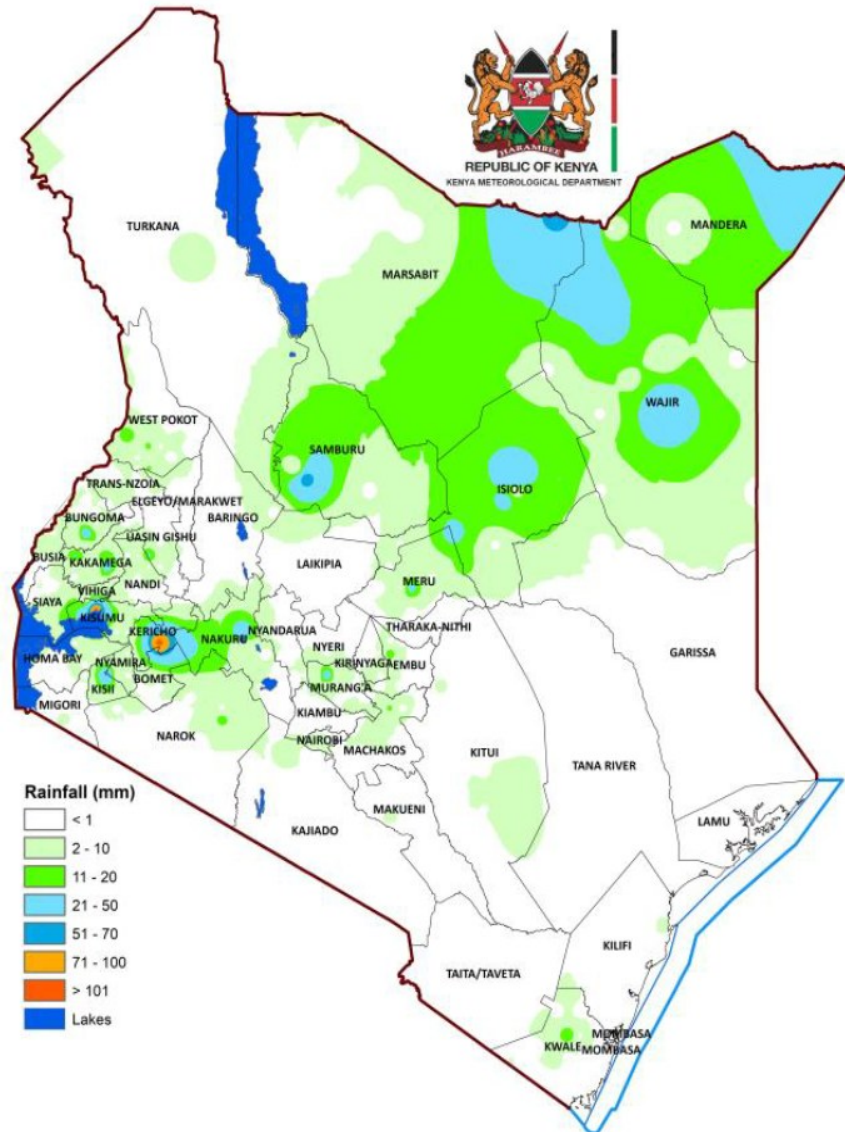 HARAMBEE
REPUBLIC OF KENYA
KENYA METEOROLOGICAL DEPARTMENT
MANDERA
TURKANA
MARSABIT
WAJIR
WEST POKOT
SAMBURU
ISIOLO
TRANS-NZOIA
ELGEYO/MARAKWET
BARINGO
BUNGOMA
UASIN GISHU
BUSIA
KAKAMEGA
LAIKIPIA
NANDI
MERU
VIHIGA
SIAYA
KISUMU
THARAKA-NITHI
KERICHO
NAKURU
NYANDARUA
GARISSA
NYERI
HOMA BAY
NYAMIRA
KIRINYAGA
EMBU
BOMET
KISII
MURANG'A
MIGORI
KIAMBU
NAROK
NAIROBI
MACHAKOS
KITUI
TANA RIVER
Rainfall (mm)
< 1
2 - 10
11 - 20
21 - 50
51 - 70
71 - 100
> 101
Lakes
MAKUENI
LAMU
KAJIADO
KILIFI
TAITA/TAVETA
MOMBASA
KWALE
MOMBASA